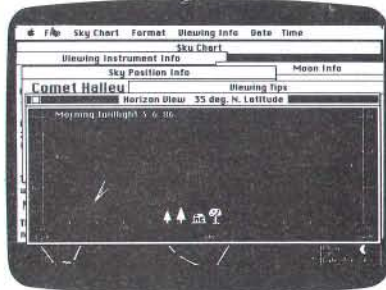 File Sky Chart Format Viewing Info Date Time
Sky Chart
Viewing Instrument Info
Moon Info
Sky Position Info
Comet Halley
Viewing Tips
Horizon View 35 deg. N. Latitude
Morning twilight 3 6 86